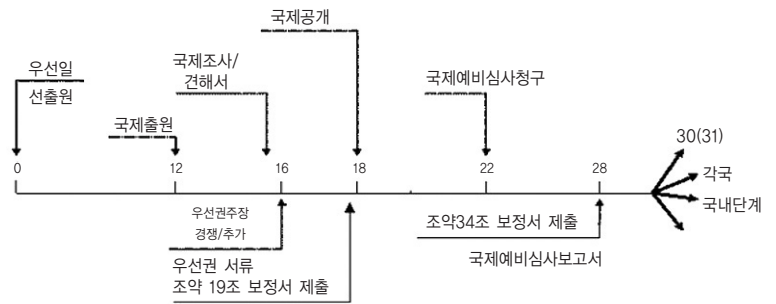 국제공개
우선일
선출원
국제조사/
견해서
국제예비심사청구
국제출원
30(31)
0
12
16
18
22
28
각국
국내단계
우선권주장
경쟁/추가
조약34조 보정서 제출
우선권 서류
국제예비심사보고서
조약 19조 보정서 제출